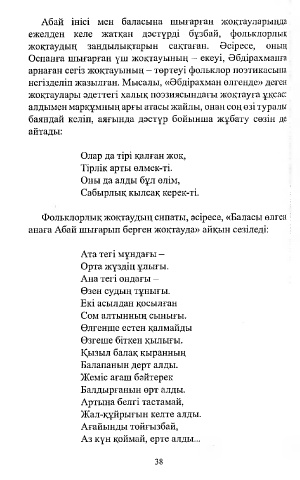 Абай інісі мен баласына шығарған жоқтауларында
ежелден келе жатқан дәстүрді бұзбай, фольклорлық
жоқтаудың заңдылықтарын сақтаған. Әсіресе, оның
Оспанға шығарған үш жоқтауының – екеуі, Әбдірахманға
арнаған сегіз жоқтауының – төртеуі фольклор поэтикасына
негізделіп жазылған. Мысалы, «Әбдірахман өлгенде» деген
жоқтаулары әдеттегі халық поэзиясындағы жоқтауға ұқсас:
алдымен марқұмның арғы атасы жайлы, онан соң өзі туралы
баяндай келіп, аяғында дәстүр бойынша жұбату сөзін де
айтады:
Олар да тірі қалған жоқ,
Тірлік арты өлмек-ті.
Оны да алды бұл өлім,
Сабырлық қылсақ керек-ті.
Фольклорлық жоқтаудың сипаты, әсіресе, «Баласы өлген
анаға Абай шығарып берген жоқтауда» айқын сезіледі:
Ата тегі мұндағы –
Орта жүздің ұлығы.
Ана тегі ондағы –
Өзен судың тұнығы.
Екі асылдан қосылған
Сом алтынның сынығы.
Өлгенше естен қалмайды
Өзгеше біткен қылығы.
Қызыл балақ қыранның
Балапанын дерт алды.
Жеміс ағаш бәйтерек
Балдырғанын өрт алды.
Артына белгі тастамай,
Жал-құйрығын келте алды.
Ағайынды тойғызбай,
Аз күн қоймай, ерте алды...
38